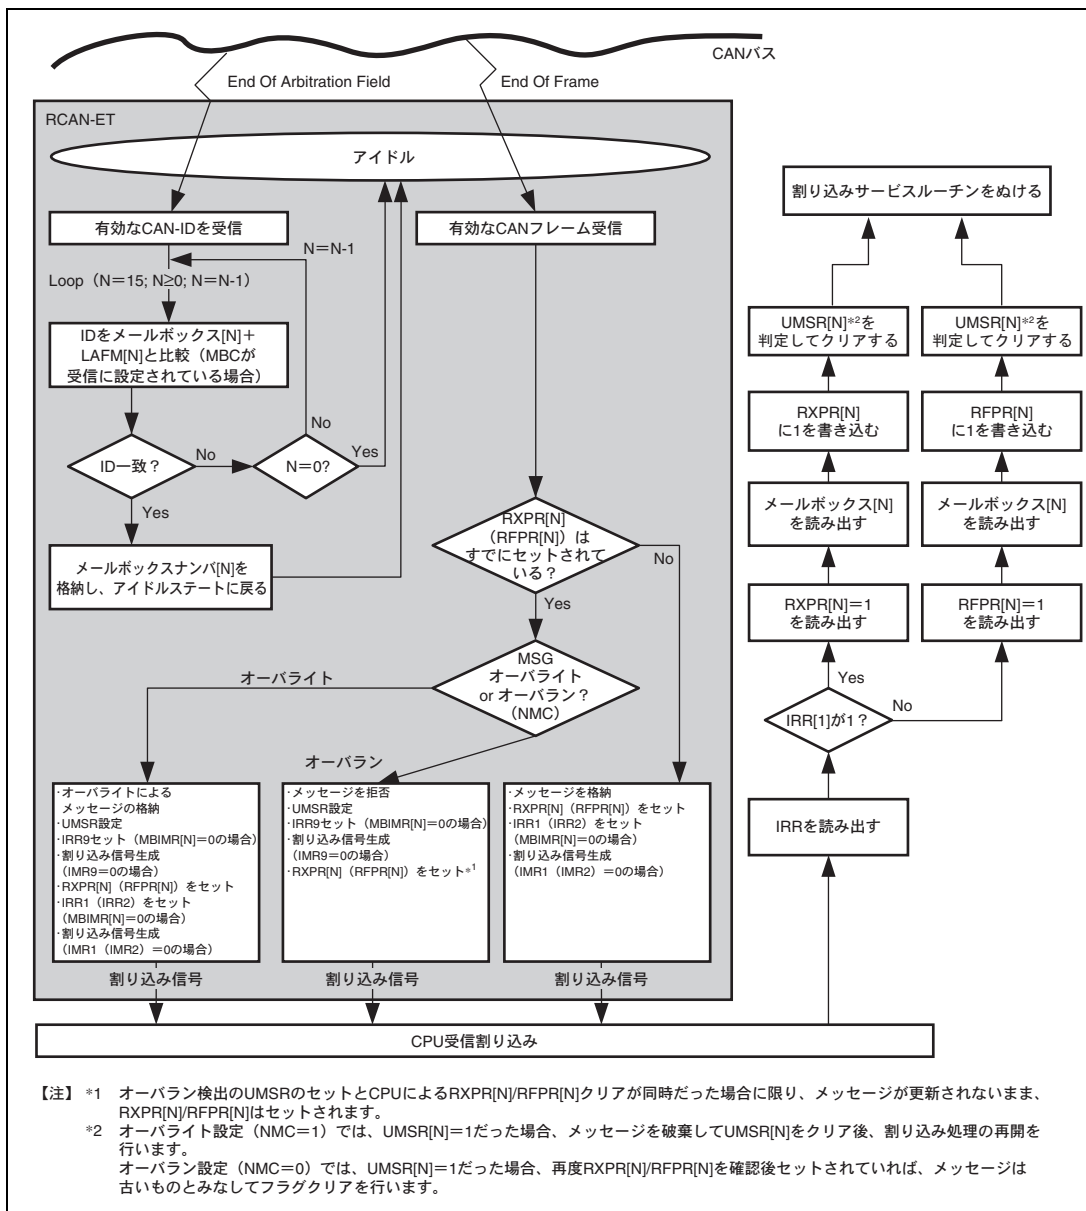 CANバス
End Of Arbitration Field
End Of Frame
RCAN-ET
アイドル
有効なCAN-IDを受信
N=N-1
Loop（N=15; N≥0; N=N-1）
IDをメールボックス[N]+
LAFM[N]と比較（MBCが
受信に設定されている場合）
ID一致？
No
Yes
N=0?
No
Yes
メールボックスナンバ[N]を
格納し、アイドルステートに戻る
有効なCANフレーム受信
RXPR[N]
（RFPR[N]）は
すでにセットされて
いる？
No
Yes
MSG
オーバライト
or オーバラン？
（NMC）
オーバライト
オーバラン
・オーバライトによる
メッセージの格納
・UMSR設定
・IRR9セット（MBIMR[N]=0の場合）
・割り込み信号生成
（IMR9=0の場合）
・RXPR[N]（RFPR[N]）をセット
・IRR1（IRR2）をセット
（MBIMR[N]=0の場合）
・割り込み信号生成
（IMR1（IMR2）=0の場合）
・メッセージを拒否
・UMSR設定
・IRR9セット（MBIMR[N]=0の場合）
・割り込み信号生成
（IMR9=0の場合）
・RXPR[N]（RFPR[N]）をセット*1
・メッセージを格納
・RXPR[N]（RFPR[N]）をセット
・IRR1（IRR2）をセット
（MBIMR[N]=0の場合）
・割り込み信号生成
（IMR1（IMR2）=0の場合）
割り込み信号
割り込み信号
割り込み信号
CPU受信割り込み
割り込みサービスルーチンをぬける
UMSR[N]*2を
判定してクリアする
UMSR[N]*2を
判定してクリアする
RXPR[N]
に1を書き込む
RFPR[N]
に1を書き込む
メールボックス[N]
を読み出す
メールボックス[N]
を読み出す
RXPR[N]=1
を読み出す
RFPR[N]=1
を読み出す
Yes
No
IRR[1]が1？
IRRを読み出す
【注】 *1 オーバラン検出のUMSRのセットとCPUによるRXPR[N]/RFPR[N]クリアが同時だった場合に限り、メッセージが更新されないまま、
RXPR[N]/RFPR[N]はセットされます。
*2 オーバライト設定（NMC=1）では、UMSR[N]=1だった場合、メッセージを破棄してUMSR[N]をクリア後、割り込み処理の再開を
行います。
オーバラン設定（NMC=0）では、UMSR[N]=1だった場合、再度RXPR[N]/RFPR[N]を確認後セットされていれば、メッセージは
古いものとみなしてフラグクリアを行います。